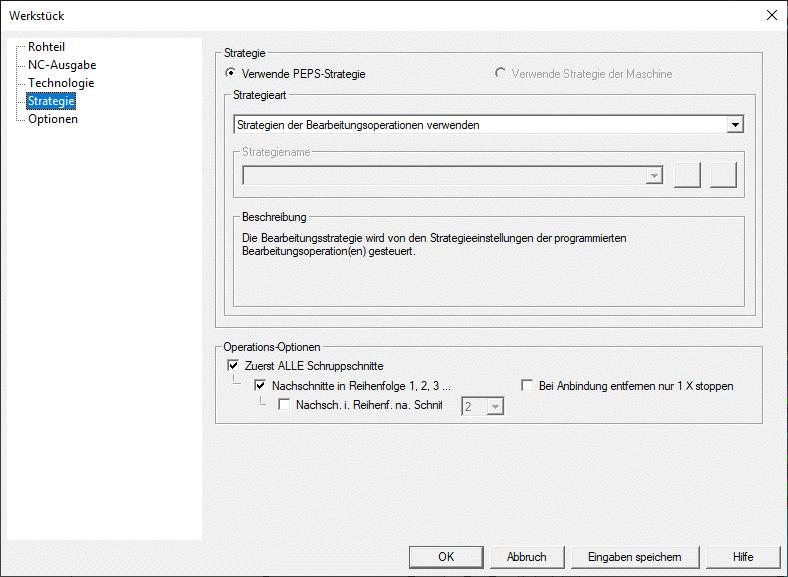 Werkstück
Rohteil
NC-Ausgabe
Technologie
Strategie
Optionen
Strategie
Verwende PEPS-Strategie
Verwende Strategie der Maschine
Strategieart
Strategien der Bearbeitungsoperationen verwenden
Strategiename
Beschreibung
Die Bearbeitungsstrategie wird von den Strategieeinstellungen der programmierten
Bearbeitungsoperation(en) gesteuert.
Operations-Optionen
Zuerst ALLE Schruppschnitte
Nachschnitte in Reihenfolge 1, 2, 3 ...
Bei Anbindung entfernen nur 1 X stoppen
Nachsch. i. Reihenf. na. Schnit
2
OK
Abbruch
Eingaben speichern
Hilfe